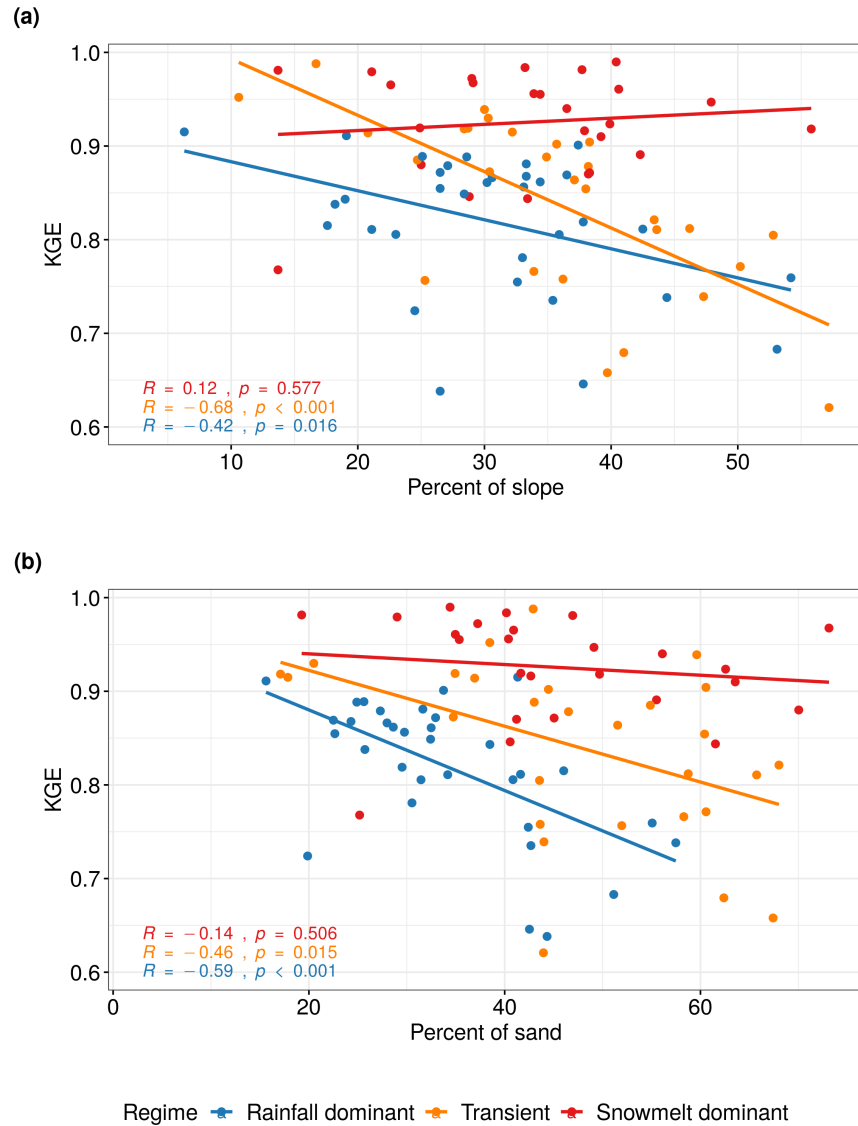 (a)
1.0
0.9
0.8
0.7
0.6
KGE
R = 0.12 , p = 0.577
R = −0.68 , p < 0.001
R = −0.42 , p = 0.016
10 20 30 40 50
Percent of slope
(b)
1.0
0.9
0.8
0.7
0.6
KGE
R = −0.14 , p = 0.506
R = −0.46 , p = 0.015
R = −0.59 , p < 0.001
0 20 40 60
Percent of sand
Regime a Rainfall dominant a Transient a Snowmelt dominant